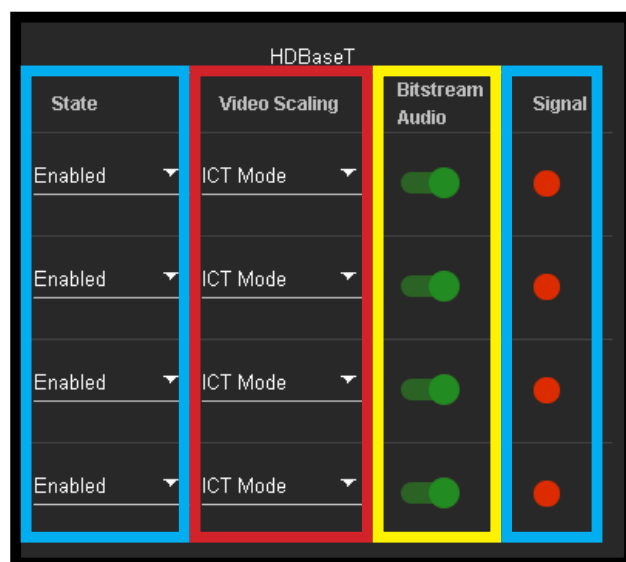 HDBaseT
State Video Scaling Bitstream Audio Signal
Enabled ICT Mode
Enabled ICT Mode
Enabled ICT Mode
Enabled ICT Mode